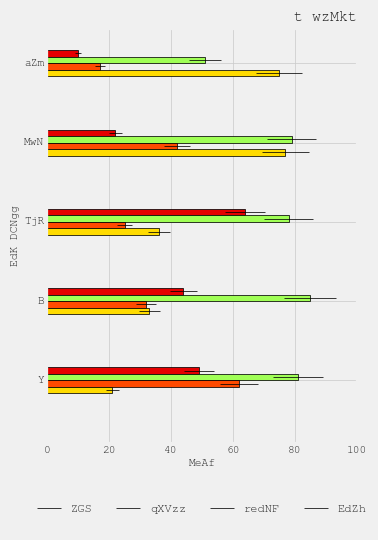 t wzMkt
aZm
MwN
TjR
B
Y
EdK DCNgg
0 20 40 60 80 100
MeAf
ZGS qXVzz redNF EdZh